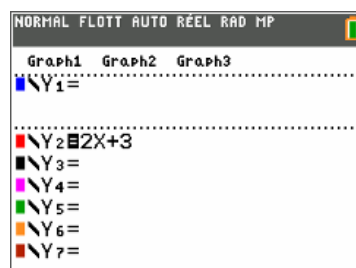 NORMAL FLOTT AUTO RÉEL RAD MP
Graph1 Graph2 Graph3
\Y1=
\Y2=2X+3
\Y3=
\Y4=
\Y5=
\Y6=
\Y7=